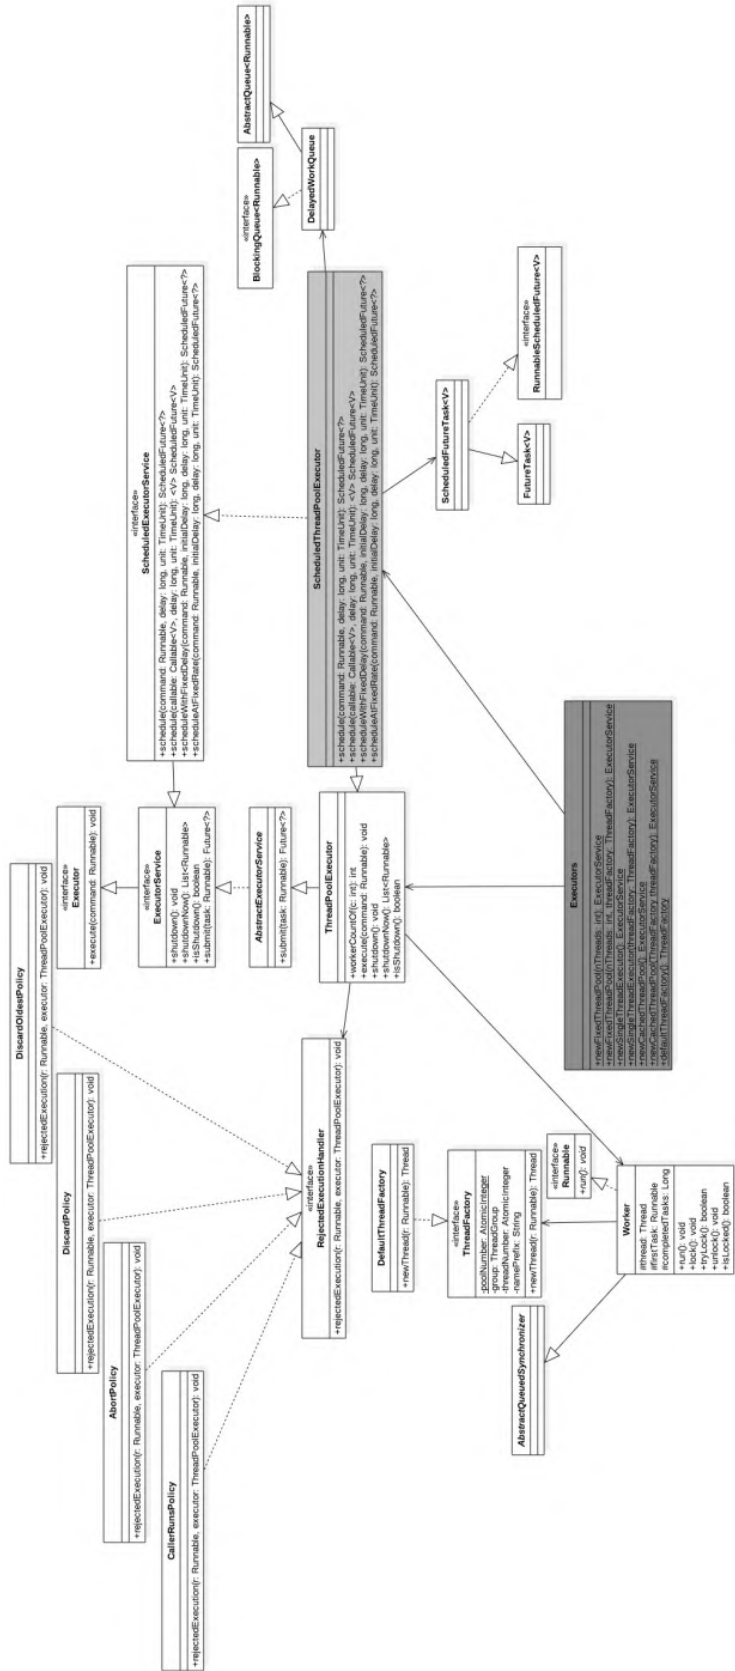 CallerRunsPolicy
+rejectedExecution(r: Runnable, executor: ThreadPoolExecutor): void
AbortPolicy
+rejectedExecution(r: Runnable, executor: ThreadPoolExecutor): void
DiscardPolicy
+rejectedExecution(r: Runnable, executor: ThreadPoolExecutor): void
DiscardOldestPolicy
+rejectedExecution(r: Runnable, executor: ThreadPoolExecutor): void
«interface»
Executor
+execute(command: Runnable): void
«interface»
ScheduledExecutorService
+schedule(command: Runnable, delay: long, unit: TimeUnit): ScheduledFuture<?>
+schedule(callable: Callable<V>, delay: long, unit: TimeUnit): <V> ScheduledFuture<V>
+scheduleWithFixedDelay(command: Runnable, initialDelay: long, delay: long, unit: TimeUnit): ScheduledFuture<?>
+scheduleAtFixedRate(command: Runnable, initialDelay: long, delay: long, unit: TimeUnit): ScheduledFuture<?>
«interface»
ExecutorService
+shutdown(): void
+shutdownNow(): List<Runnable>
+isShutdown(): boolean
+submit(task: Runnable): Future<?>
AbstractExecutorService
+submit(task: Runnable): Future<?>
«interface»
BlockingQueue<Runnable>
AbstractQueue<Runnable>
DelayedWorkQueue
«interface»
RejectedExecutionHandler
+rejectedExecution(r: Runnable, executor: ThreadPoolExecutor): void
ThreadPoolExecutor
+workerCountOf(c: int): int
+execute(command: Runnable): void
+shutdown(): void
+shutdownNow(): List<Runnable>
+isShutdown(): boolean
ScheduledThreadPoolExecutor
+schedule(command: Runnable, delay: long, unit: TimeUnit): ScheduledFuture<?>
+schedule(callable: Callable<V>, delay: long, unit: TimeUnit): <V> ScheduledFuture<V>
+scheduleWithFixedDelay(command: Runnable, initialDelay: long, delay: long, unit: TimeUnit): ScheduledFuture<?>
+scheduleAtFixedRate(command: Runnable, initialDelay: long, delay: long, unit: TimeUnit): ScheduledFuture<?>
DefaultThreadFactory
+newThread(r: Runnable): Thread
«interface»
ThreadFactory
-poolNumber: AtomicInteger
-group: ThreadGroup
-threadNumber: AtomicInteger
-namePrefix: String
+newThread(r: Runnable): Thread
ScheduledFutureTask<V>
AbstractQueuedSynchronizer
«interface»
Runnable
+run(): void
FutureTask<V>
«interface»
RunnableScheduledFuture<V>
Worker
#thread: Thread
#firstTask: Runnable
#completedTasks: Long
+run(): void
+lock(): void
+tryLock(): boolean
+unlock(): void
+isLocked(): boolean
Executors
+newFixedThreadPool(nThreads: int): ExecutorService
+newFixedThreadPool(nThreads: int, threadFactory: ThreadFactory): ExecutorService
+newSingleThreadExecutor(): ExecutorService
+newSingleThreadExecutor(threadFactory: ThreadFactory): ExecutorService
+newCachedThreadPool(): ExecutorService
+newCachedThreadPool(ThreadFactory threadFactory): ExecutorService
+defaultThreadFactory(): ThreadFactory